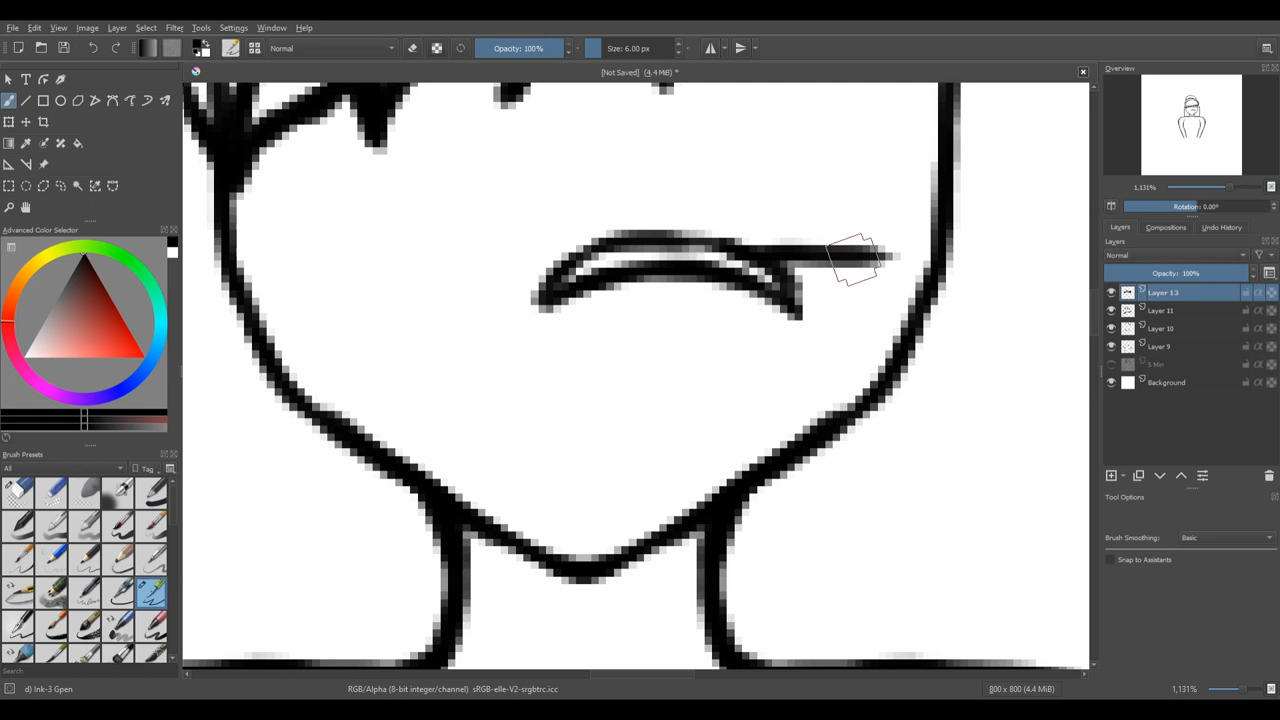 File Edit View Image Layer Select Filter Tools Settings Window Help
Normal Opacity: 100% Size: 6.00 px
[Not Saved] (4.4 MiB) *
Overview
1,131%
Rotation: 0.00°
Layers Compositions Undo History
Layers
Normal
Opacity: 100%
Layer 13
Layer 11
Layer 10
Layer 9
5 Min
Background
Tool Options
Brush Smoothing: Basic
Snap to Assistants
Advanced Color Selector
Brush Presets
All Tag
Search
d) Ink-3 Gpen RGB/Alpha (8-bit integer/channel) sRGB-elle-V2-srgbtrc.icc 800 x 800 (4.4 MiB) 1,131%